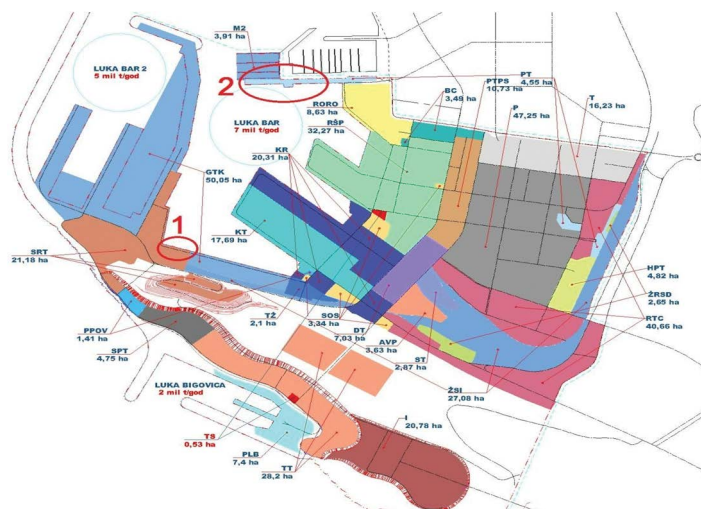 M2
3,91 ha
LUKA BAR 2
5 mil t/god
2
LUKA BAR
7 mil t/god
RORO
8,63 ha
RŠP
32,27 ha
BC
3,49 ha
PTPS
10,73 ha
PT
4,55 ha
P
47,25 ha
T
16,23 ha
KR
20,31 ha
GTK
50,05 ha
1
KT
17,69 ha
SRT
21,18 ha
HPT
4,82 ha
ŽRSD
2,65 ha
RTC
40,66 ha
PPOV
1,41 ha
SPT
4,75 ha
TŽ
2,1 ha
SOS
3,34 ha
DT
7,93 ha
AVP
3,63 ha
ST
2,87 ha
ŽSI
27,08 ha
LUKA BIGOVICA
2 mil t/god
TS
0,53 ha
PLB
7,4 ha
TT
28,2 ha
I
20,78 ha